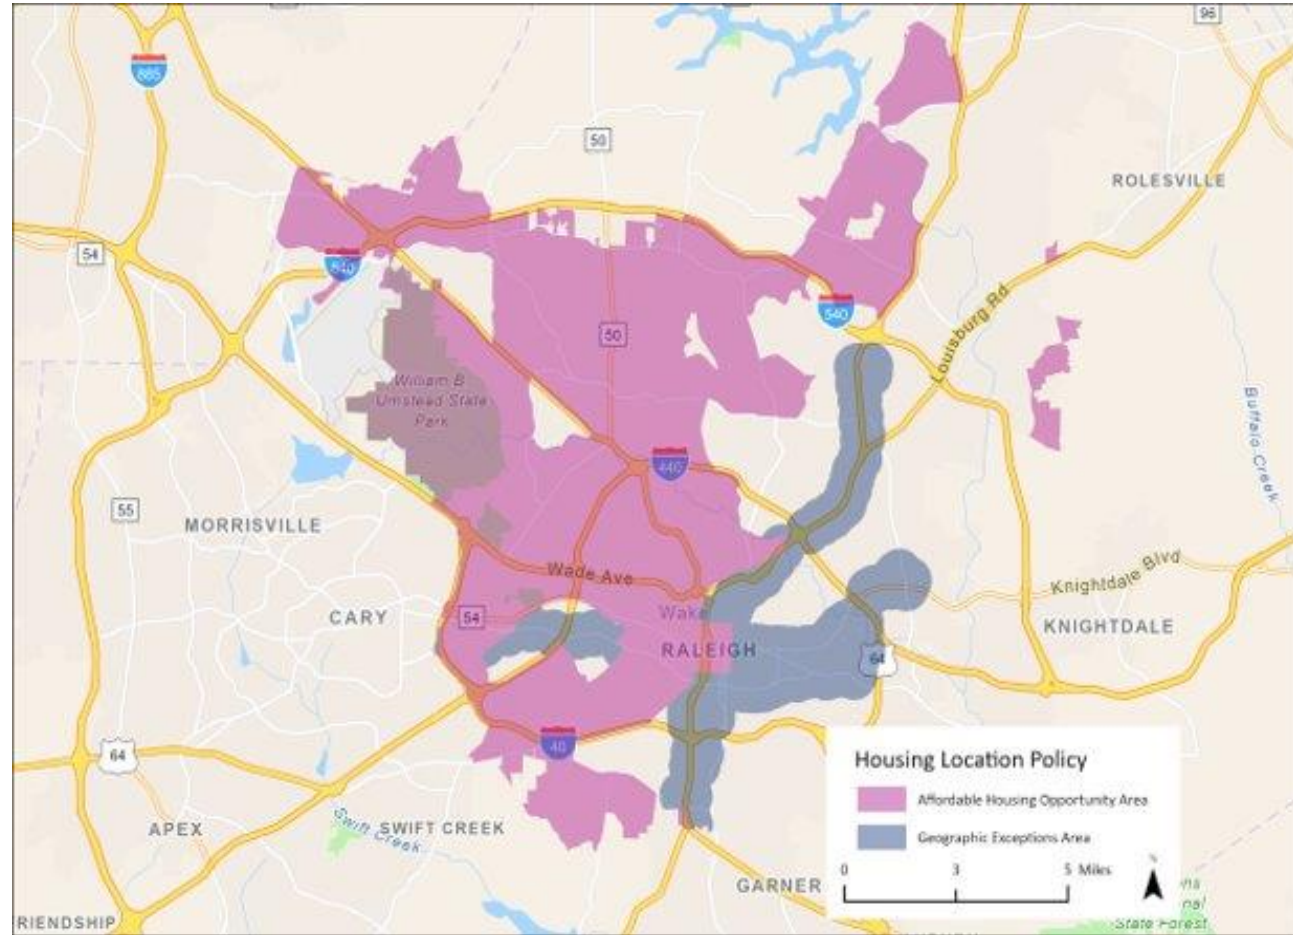 96
885
50
ROLESVILLE
54
540
540
Louisburg Rd
50
William B
Umstead State
Park
Buffalo Creek
440
55
MORRISVILLE
Wade Ave
Knightdale Blvd
CARY
54
Wake
RALEIGH
KNIGHTDALE
64
40
64
Housing Location Policy
Affordable Housing Opportunity Area
Geographic Exceptions Area
0 3 5 Miles
N
APEX
Swift Creek
SWIFT CREEK
GARNER
RIENDSHIP
State Forest